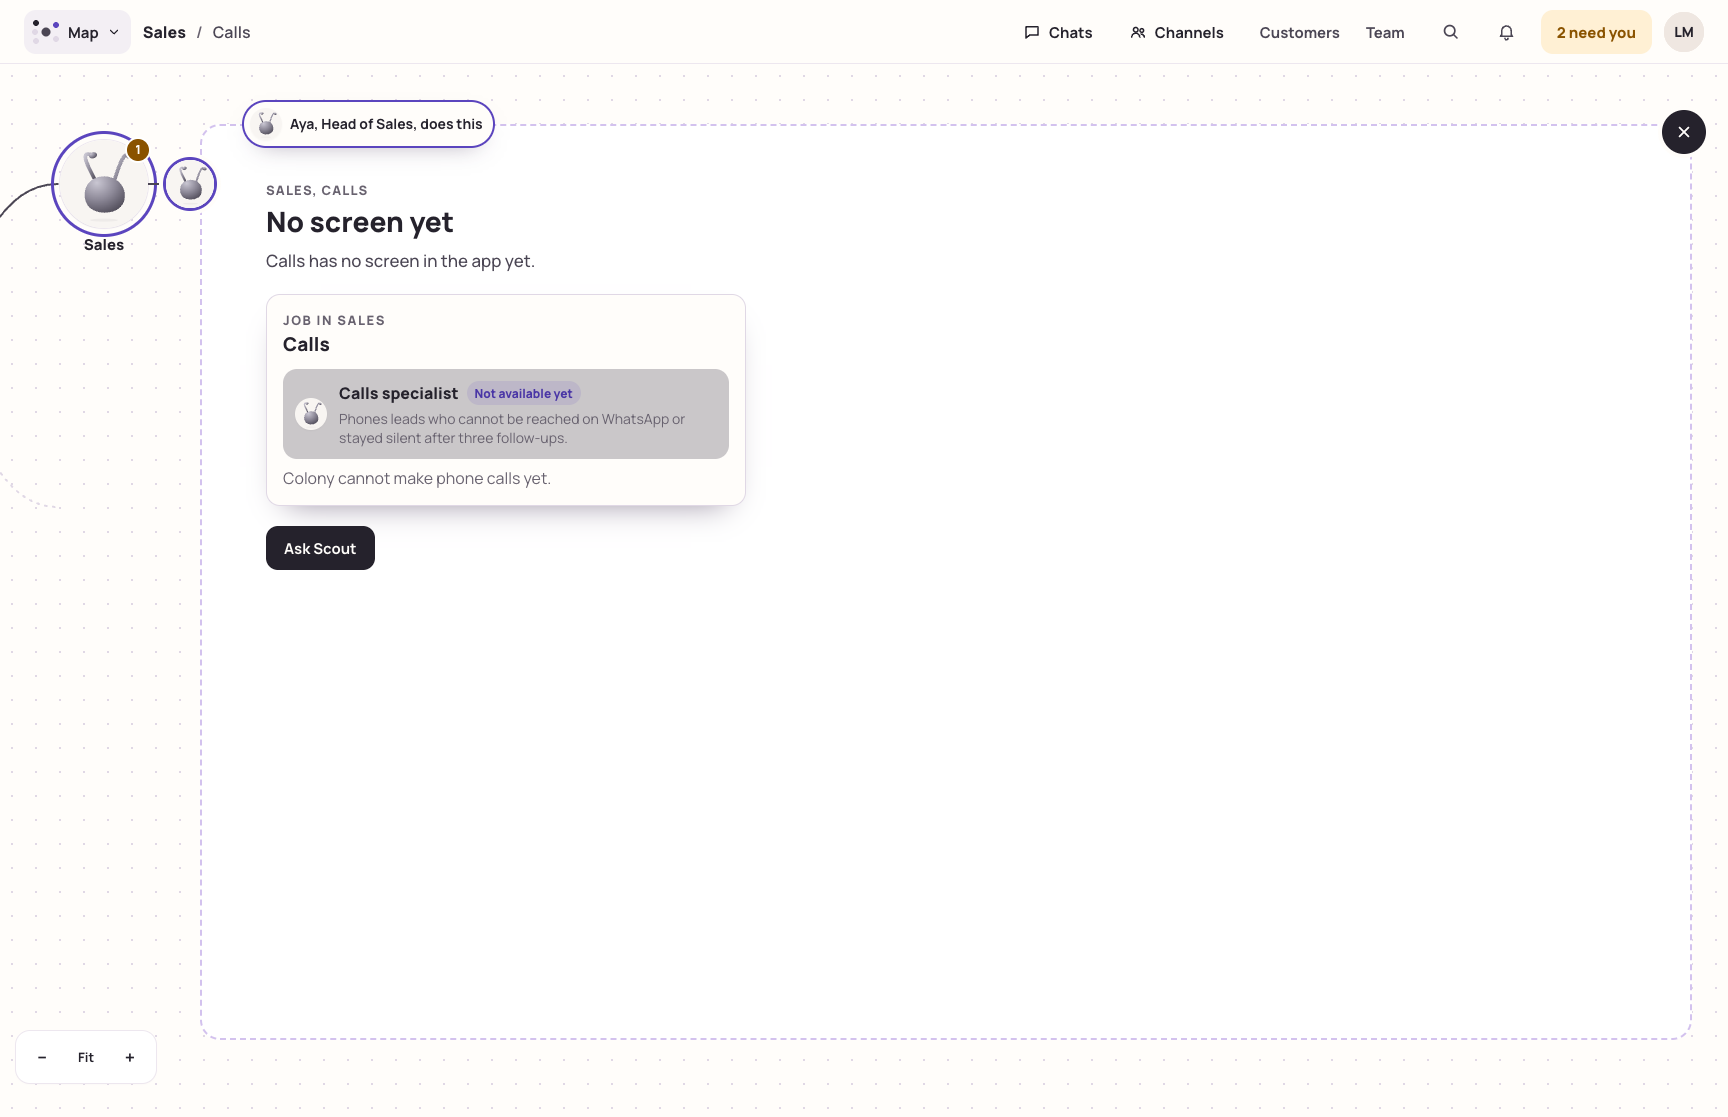 Map
Sales / Calls
Chats
Channels
Customers
Team
2 need you
LM
Aya, Head of Sales, does this
1
Sales
SALES, CALLS
No screen yet
Calls has no screen in the app yet.
JOB IN SALES
Calls
Calls specialist
Not available yet
Phones leads who cannot be reached on WhatsApp or
stayed silent after three follow-ups.
Colony cannot make phone calls yet.
Ask Scout
Fit